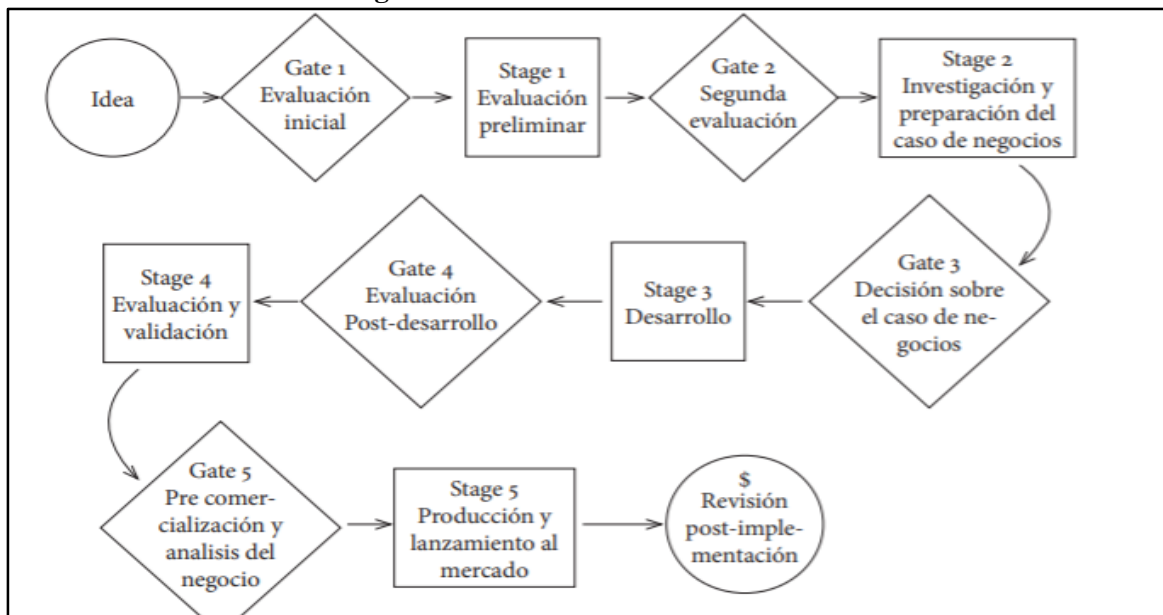 Idea
Gate 1
Evaluación
inicial
Stage 1
Evaluación
preliminar
Gate 2
Segunda
evaluación
Stage 2
Investigación y
preparación del
caso de negocios
Gate 3
Decisión sobre
el caso de ne-
gocios
Stage 3
Desarrollo
Gate 4
Evaluación
Post-desarrollo
Stage 4
Evaluación y
validación
Gate 5
Pre comer-
cialización y
analisis del
negocio
Stage 5
Producción y
lanzamiento al
mercado
$
Revisión
post-imple-
mentación